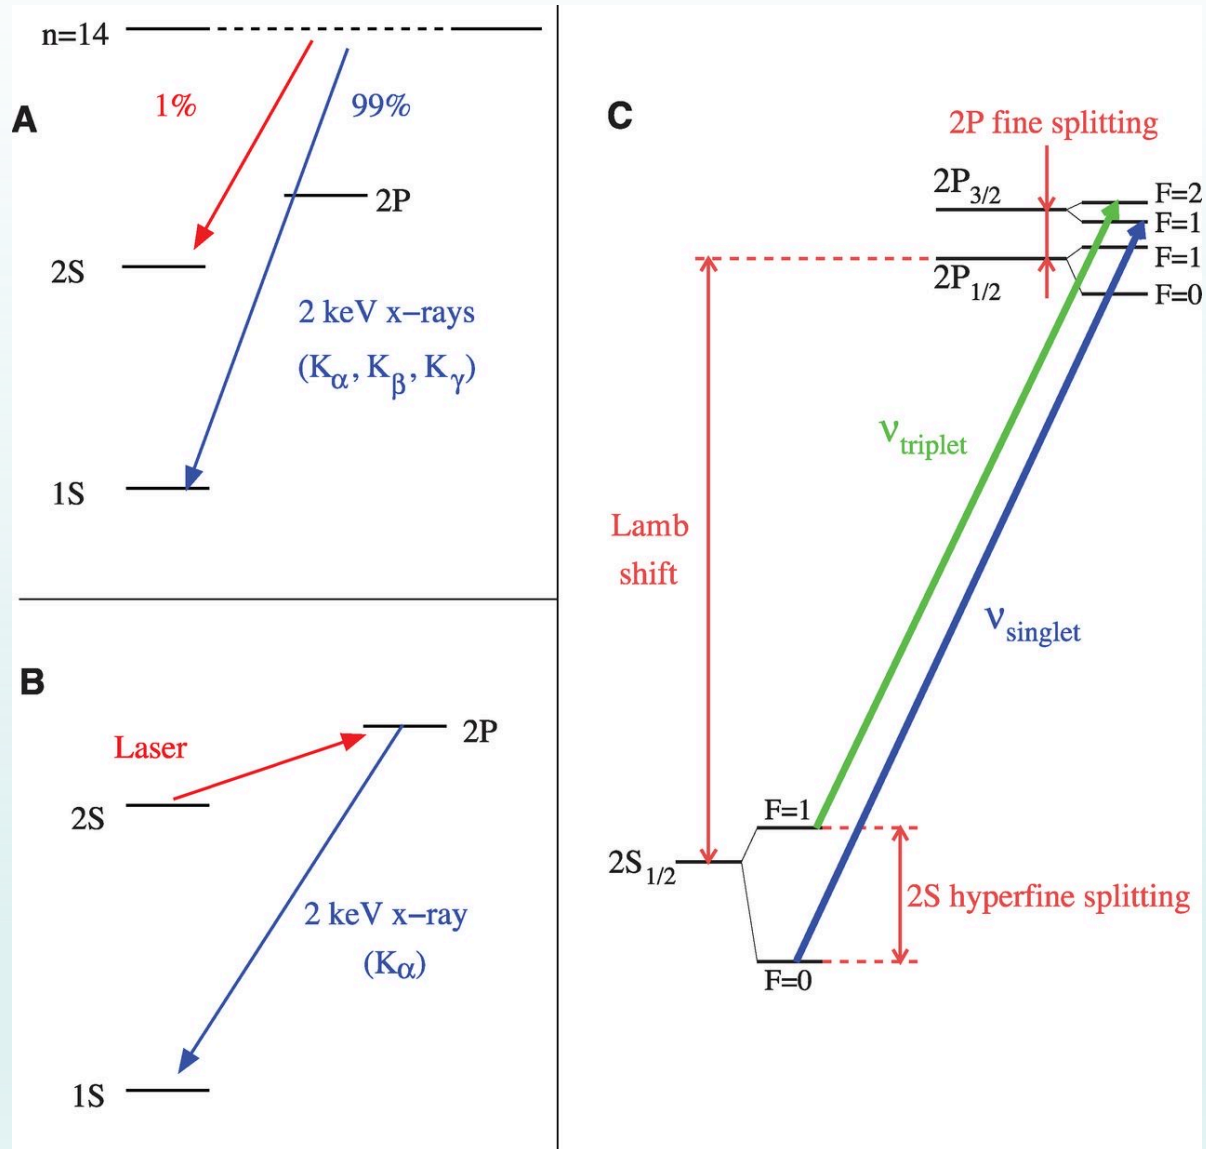 n=14
1%
99%
A
2P
2S
2 keV x−rays
(Kα, Kβ, Kγ)
1S
B
Laser
2P
2S
2 keV x−ray
(Kα)
1S
C
2P fine splitting
2P3/2
F=2
F=1
F=1
2P1/2
F=0
νtriplet
Lamb
shift
νsinglet
F=1
2S1/2
2S hyperfine splitting
F=0